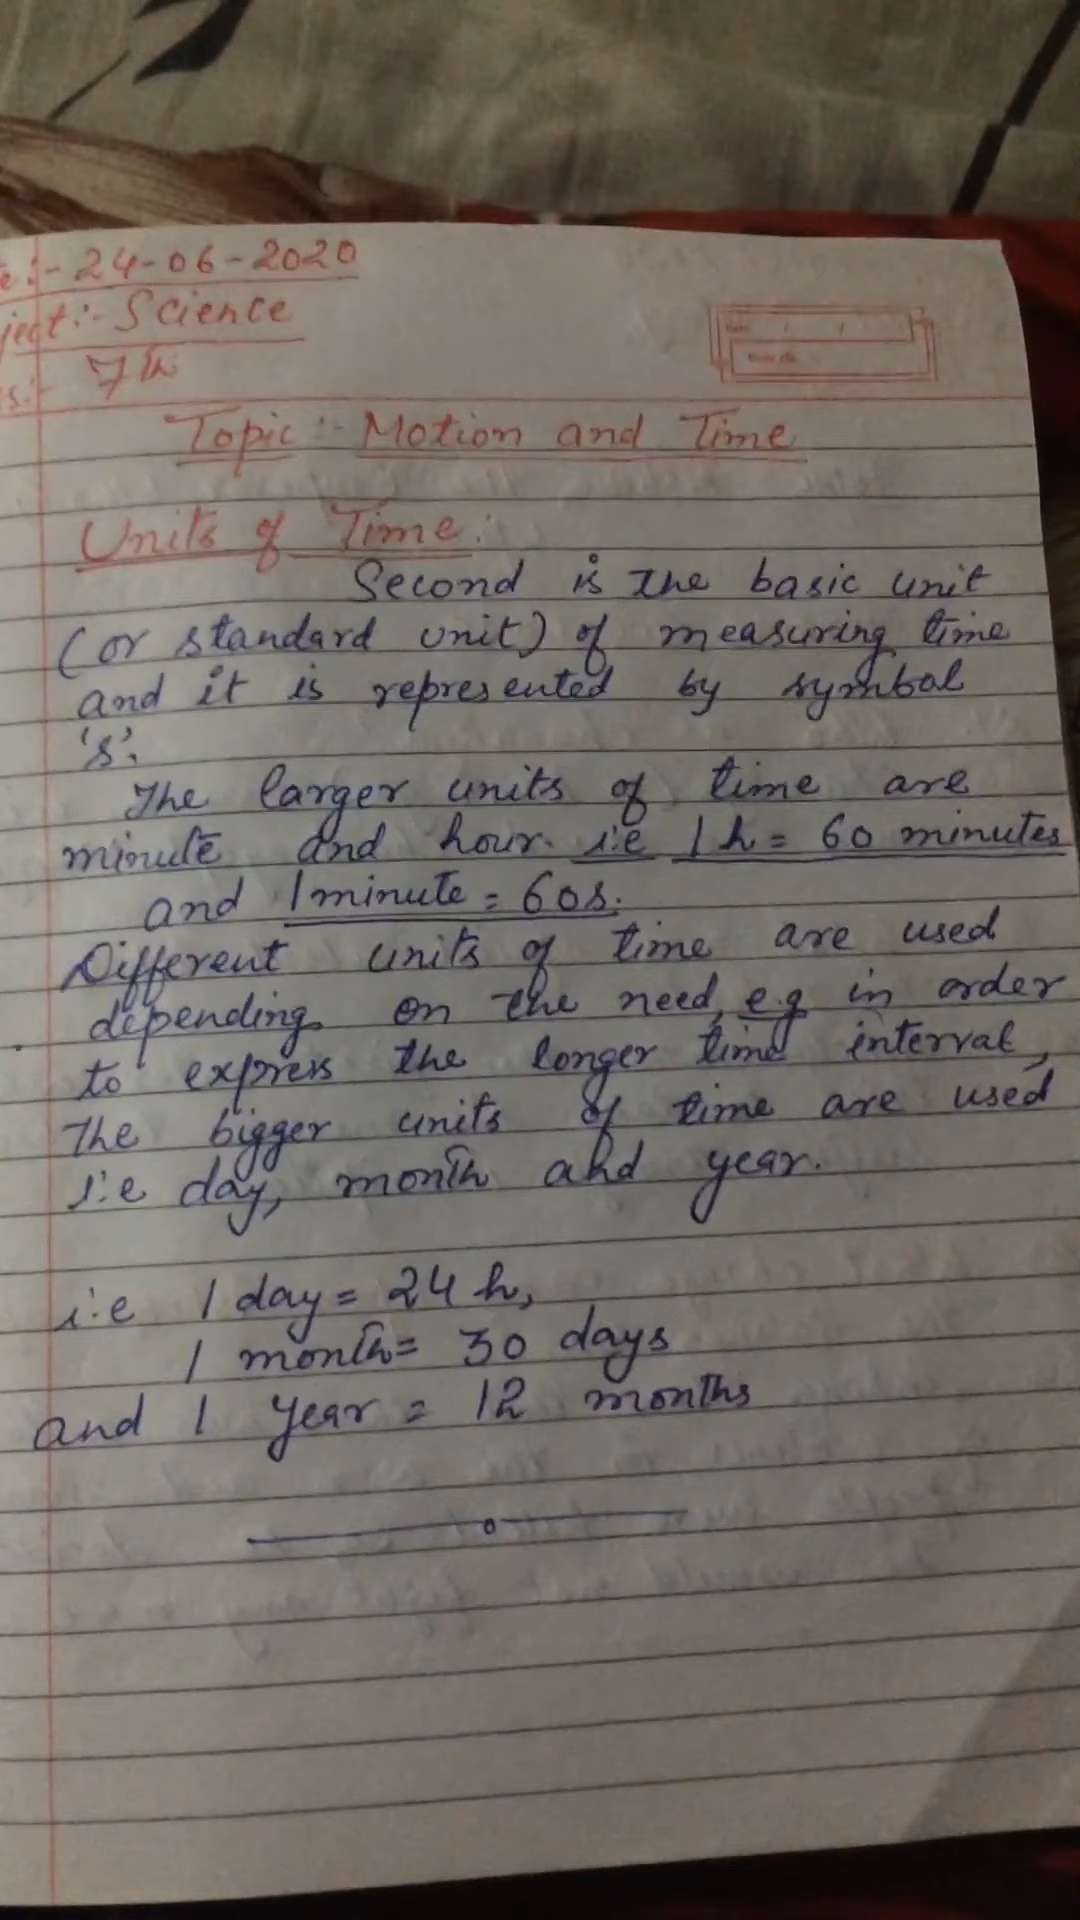 e:- 24-06-2020
ject:- Science
s:- 7th
Topic:- Motion and Time
Units of Time:
Second is the basic unit
(or standard unit) of measuring time
and it is represented by symbol
's'.
The larger units of time are
minute and hour. i.e 1h = 60 minutes
and 1 minute = 60s.
Different units of time are used
depending on the need, e.g in order
to express the longer time interval,
The bigger units of time are used
i.e day, month and year.
i.e 1 day = 24 h,
1 month = 30 days
and 1 year = 12 months